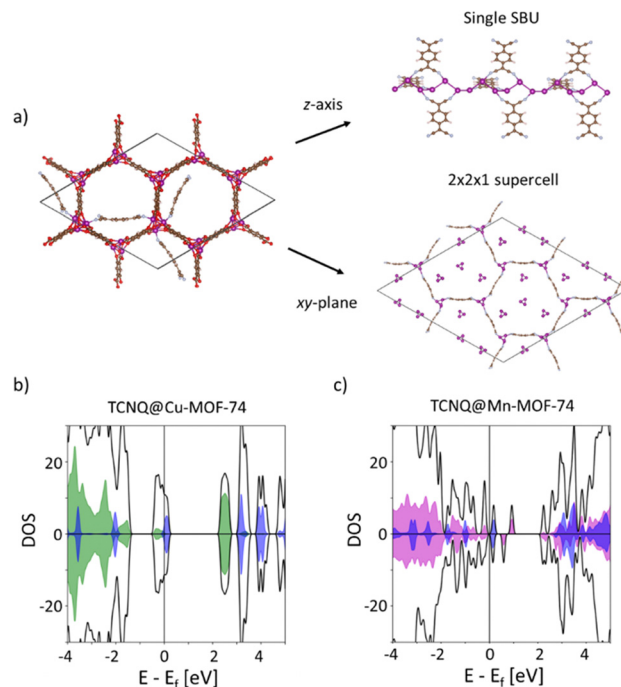 Single SBU
a)
z-axis
2x2x1 supercell
xy-plane
b)
c)
TCNQ@Cu-MOF-74
TCNQ@Mn-MOF-74
DOS
20
0
-20
-4
-2
0
2
4
E - Ef [eV]
DOS
20
0
-20
-4
-2
0
2
4
E - Ef [eV]